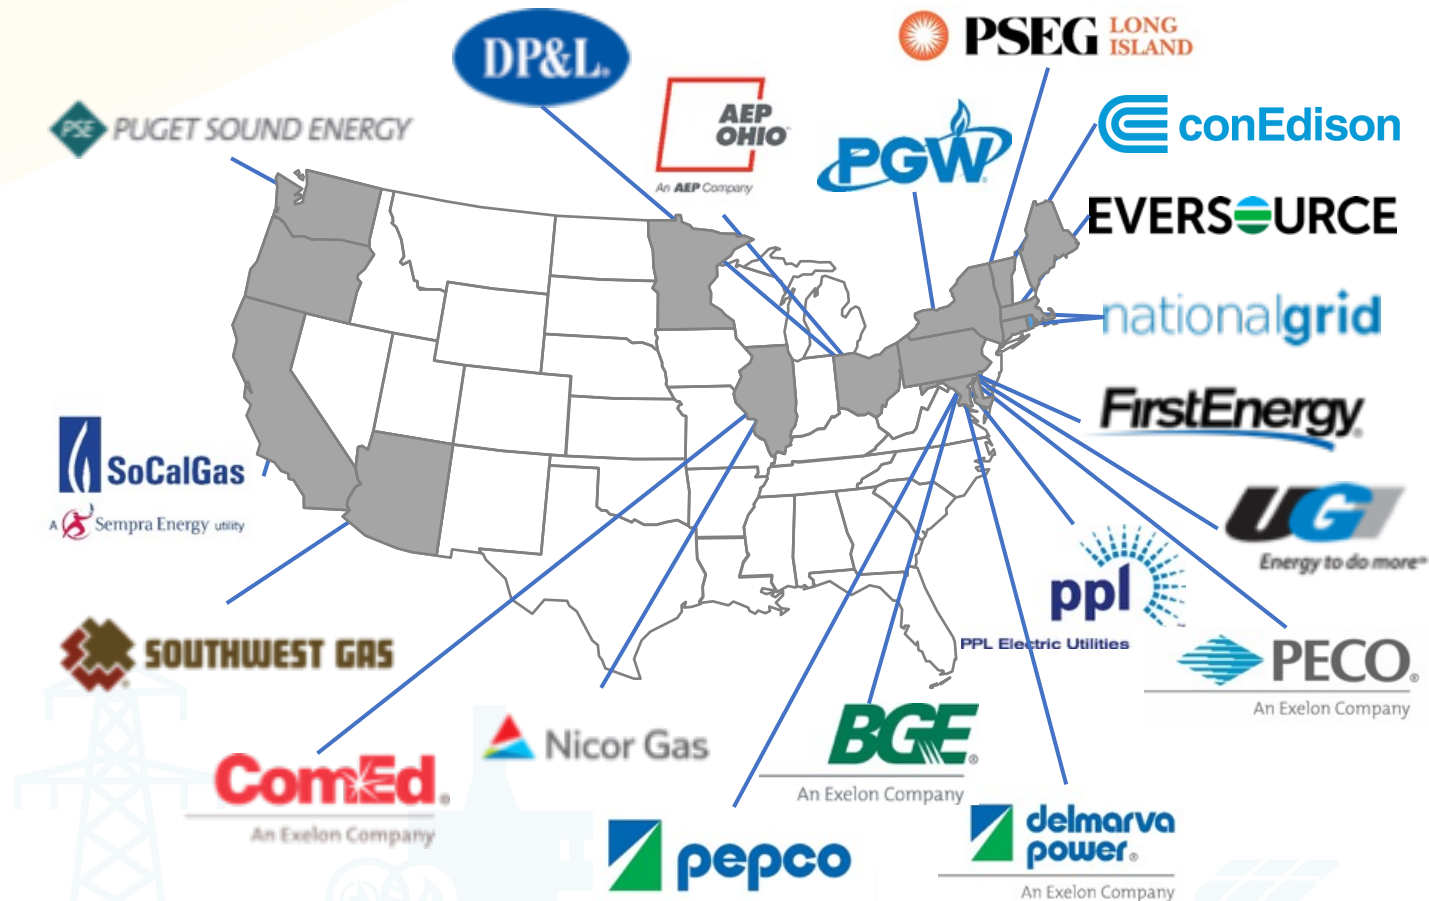 DP&L®
PSEG LONG ISLAND
PSE PUGET SOUND ENERGY
AEP
OHIO
An AEP Company
PGW
conEdison
EVERSOURCE
nationalgrid
FirstEnergy®
SoCalGas
A Sempra Energy utility
UGI
Energy to do more℠
ppl
PPL Electric Utilities
SOUTHWEST GAS
PECO®
An Exelon Company
Nicor Gas
BGE®
An Exelon Company
ComEd®
An Exelon Company
pepco
delmarva
power®
An Exelon Company